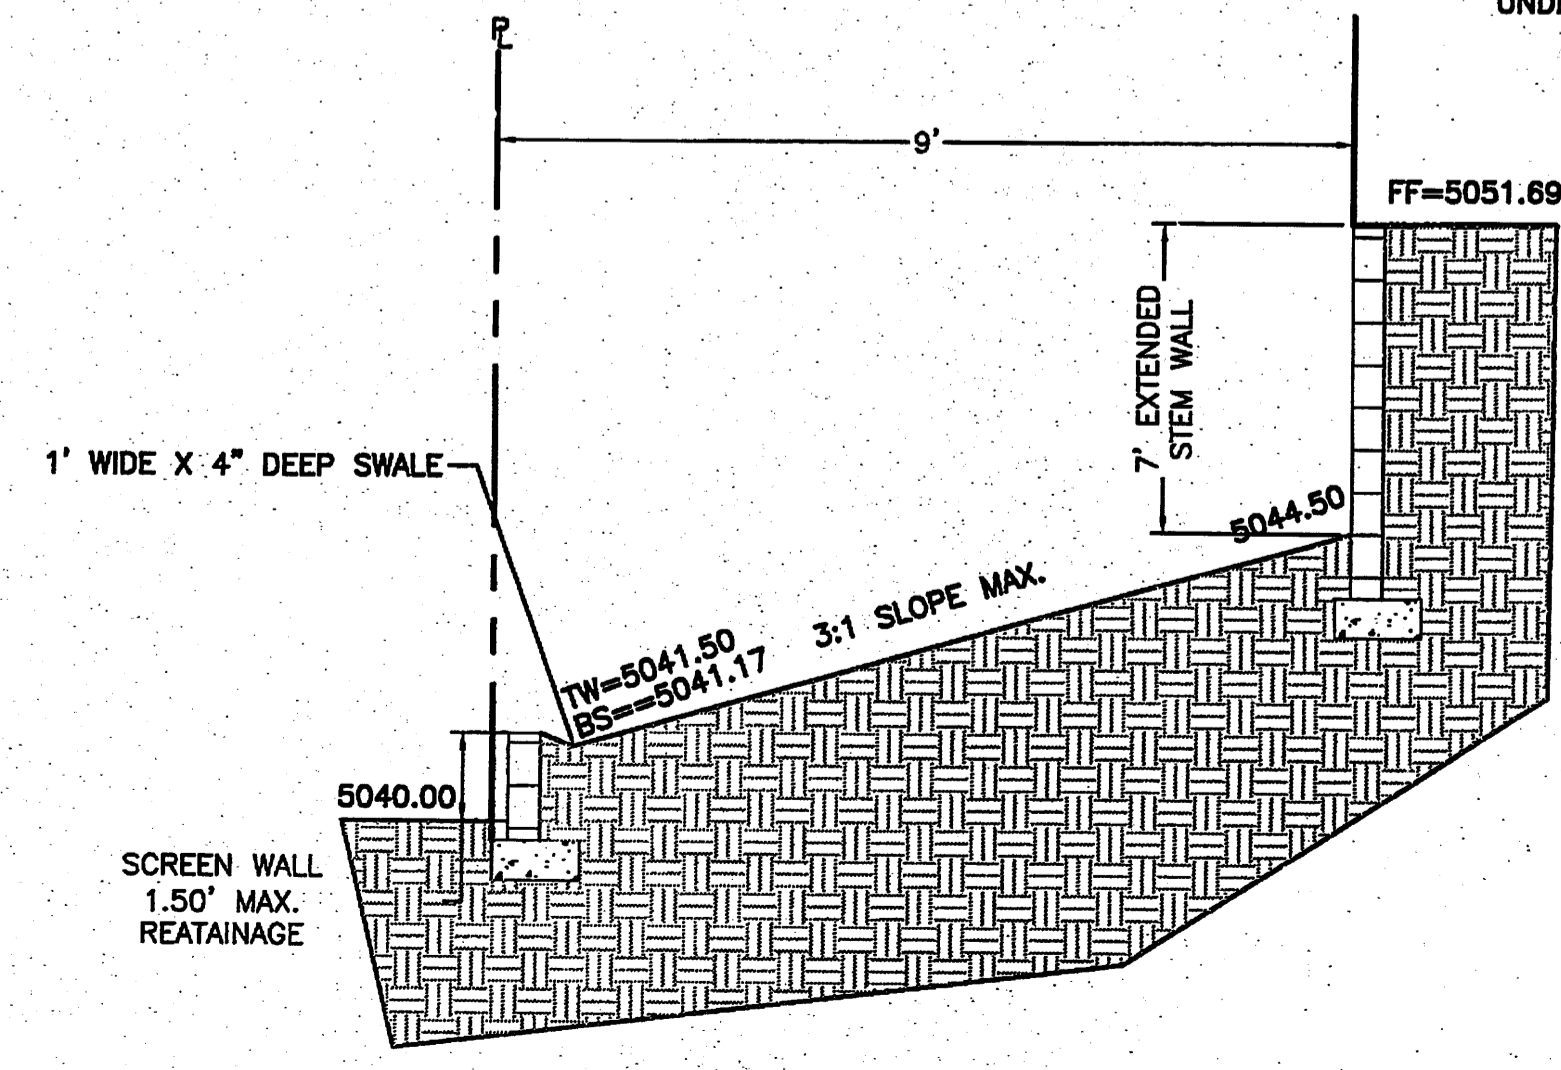 PL
9'
FF=5051.69
7' EXTENDED
STEM WALL
1' WIDE X 4" DEEP SWALE
5044.50
3:1 SLOPE MAX.
TW=5041.50
BS==5041.17
5040.00
SCREEN WALL
1.50' MAX.
REATAINAGE